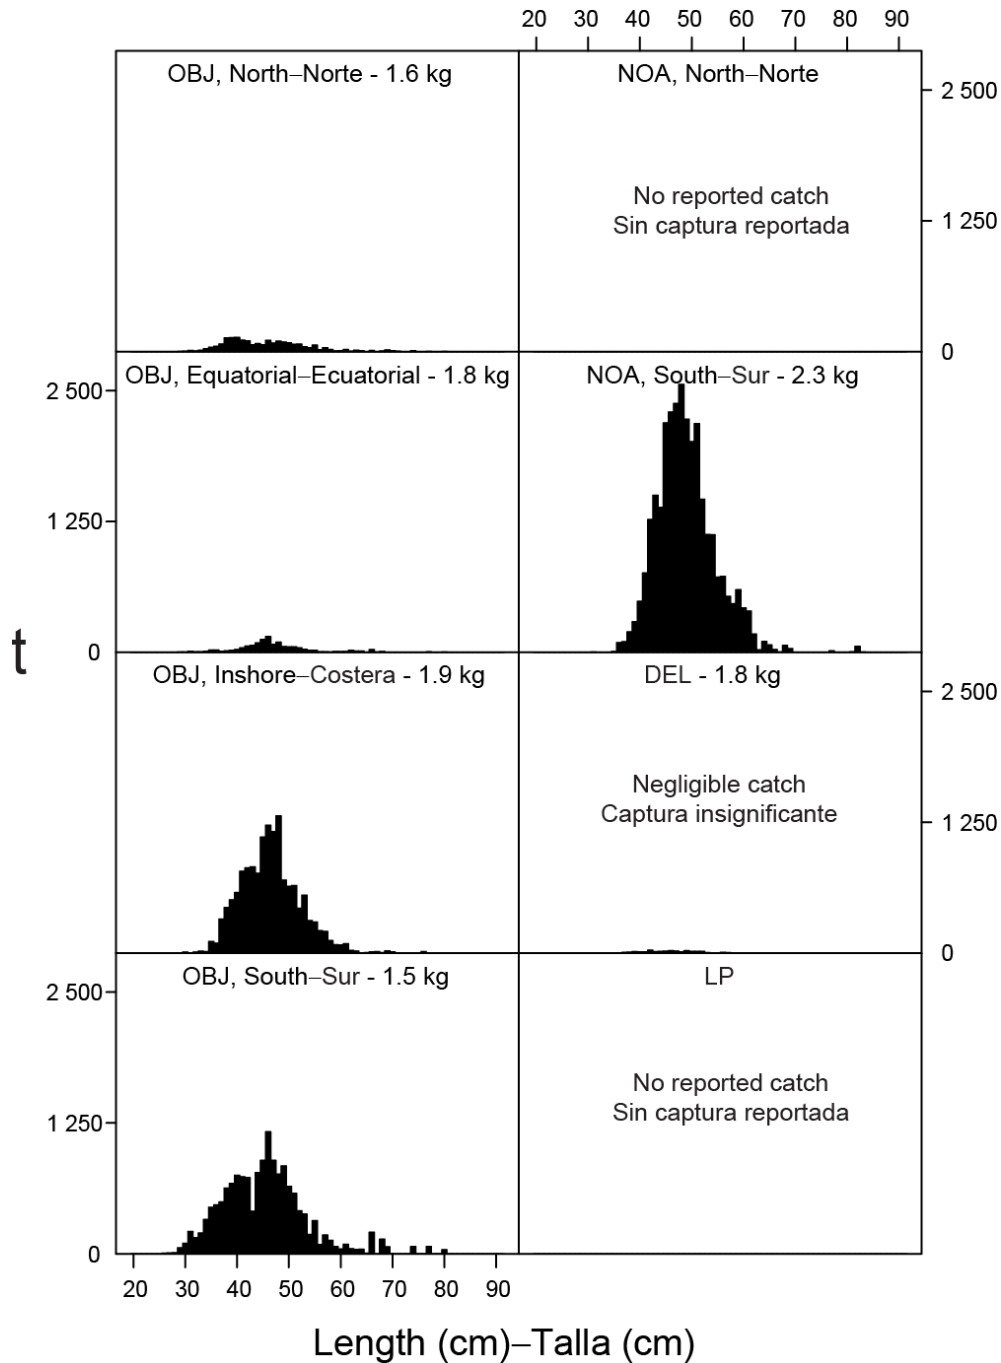 20 30 40 50 60 70 80 90
OBJ, North–Norte - 1.6 kg
NOA, North–Norte
2 500
No reported catch
Sin captura reportada
1 250
0
OBJ, Equatorial–Ecuatorial - 1.8 kg
NOA, South–Sur - 2.3 kg
2 500
1 250
0
t
OBJ, Inshore–Costera - 1.9 kg
DEL - 1.8 kg
2 500
Negligible catch
Captura insignificante
1 250
0
OBJ, South–Sur - 1.5 kg
LP
2 500
No reported catch
Sin captura reportada
1 250
0
20 30 40 50 60 70 80 90
Length (cm)–Talla (cm)